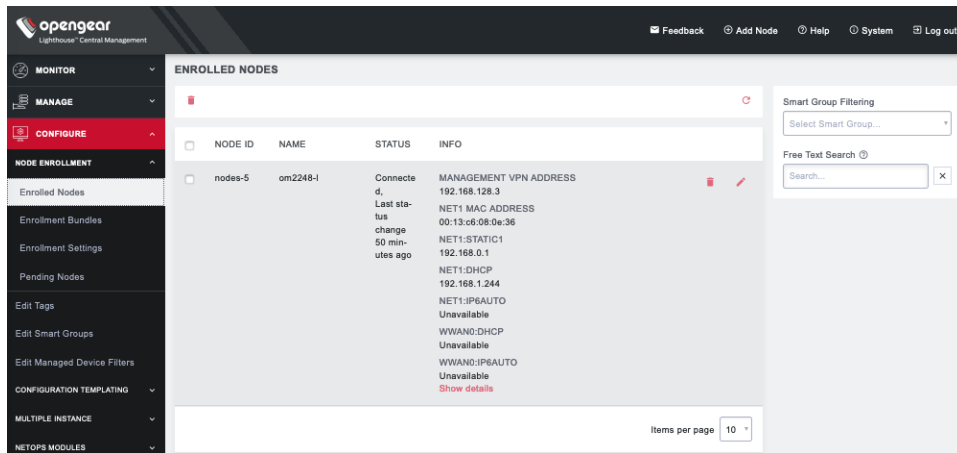 opengear
Lighthouse™ Central Management
Feedback
Add Node
Help
System
Log out
MONITOR
MANAGE
CONFIGURE
NODE ENROLLMENT
Enrolled Nodes
Enrollment Bundles
Enrollment Settings
Pending Nodes
Edit Tags
Edit Smart Groups
Edit Managed Device Filters
CONFIGURATION TEMPLATING
MULTIPLE INSTANCE
NETOPS MODULES
ENROLLED NODES
NODE ID
NAME
STATUS
INFO
nodes-5
om2248-l
Connecte
d,
Last sta-
tus
change
50 min-
utes ago
MANAGEMENT VPN ADDRESS
192.168.128.3
NET1 MAC ADDRESS
00:13:c6:08:0e:36
NET1:STATIC1
192.168.0.1
NET1:DHCP
192.168.1.244
NET1:IP6AUTO
Unavailable
WWAN0:DHCP
Unavailable
WWAN0:IP6AUTO
Unavailable
Show details
Items per page
10
Smart Group Filtering
Select Smart Group...
Free Text Search
Search...